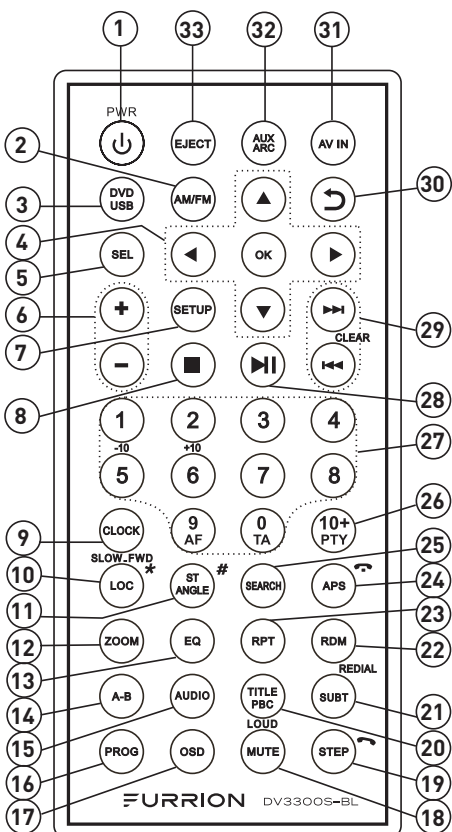 1 33 32 31
PWR
EJECT AUX ARC AV IN
2
DVD USB AM/FM
3 30
4
SEL OK
5
6 + SETUP
7 CLEAR 29
−
8 28
1 2 3 4
-10 +10 27
5 6 7 8
CLOCK 9 AF 0 TA 10+ PTY 26
9
SLOW_FWD * # 25
10 LOC ST ANGLE SEARCH APS 24
11 23
12 ZOOM EQ RPT RDM 22
13 REDIAL
14 A-B AUDIO TITLE PBC SUBT 21
15 LOUD 20
16 PROG OSD MUTE STEP 19
17 18
FURRION DV3300S-BL